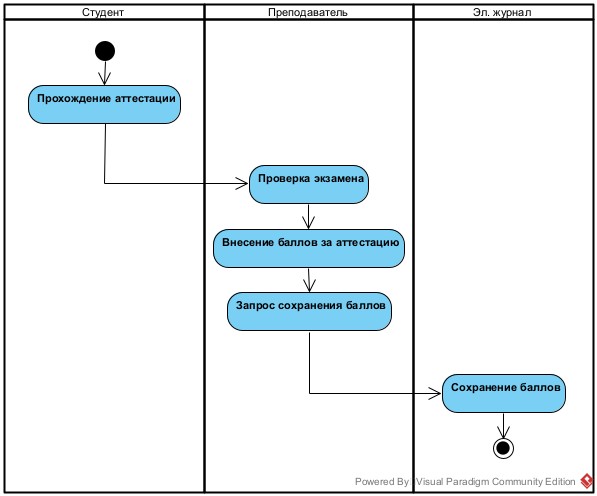 Студент
Преподаватель
Эл. журнал
Прохождение аттестации
Проверка экзамена
Внесение баллов за аттестацию
Запрос сохранения баллов
Сохранение баллов
Powered By Visual Paradigm Community Edition